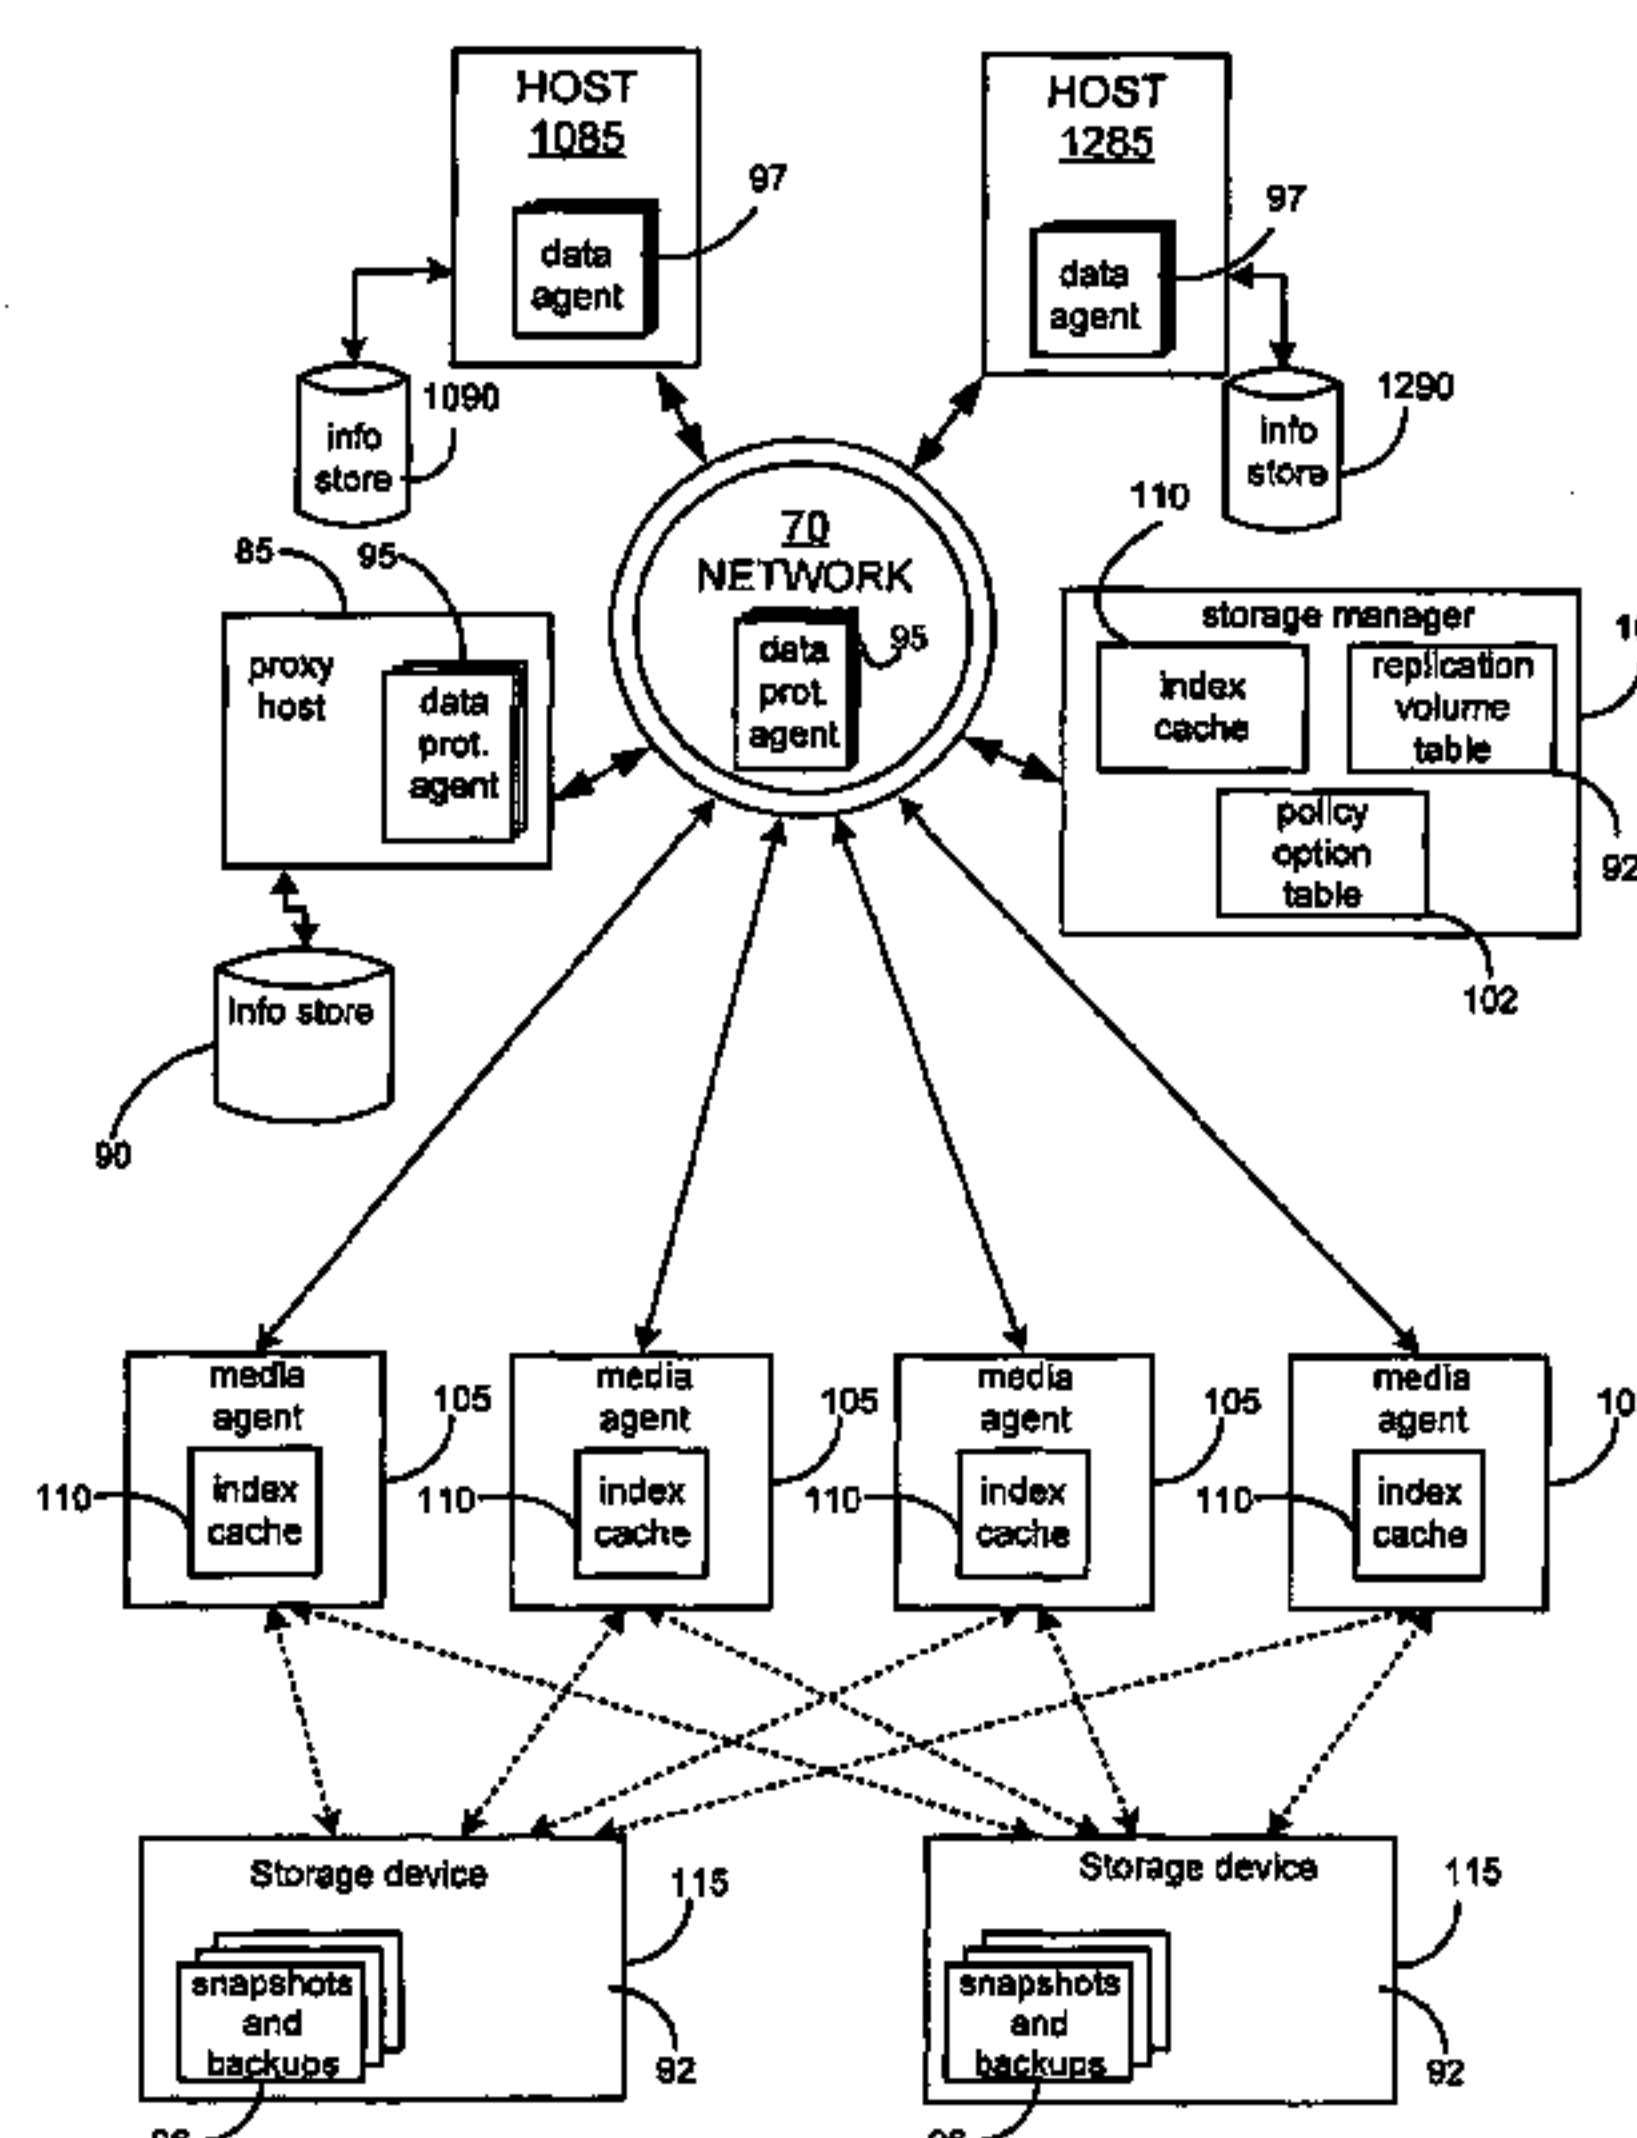 HOST
1085
data
agent
97
HOST
1285
data
agent
97
info
store
1090
info
store
1290
70
NETWORK
data
prot.
agent
95
85
95
proxy
host
data
prot.
agent
Info store
90
110
storage manager
index
cache
replication
volume
table
policy
option
table
102
media
agent
index
cache
105
110
media
agent
index
cache
105
110
media
agent
index
cache
105
110
media
agent
index
cache
110
Storage device
115
snapshots
and
backups
92
Storage device
115
snapshots
and
backups
92